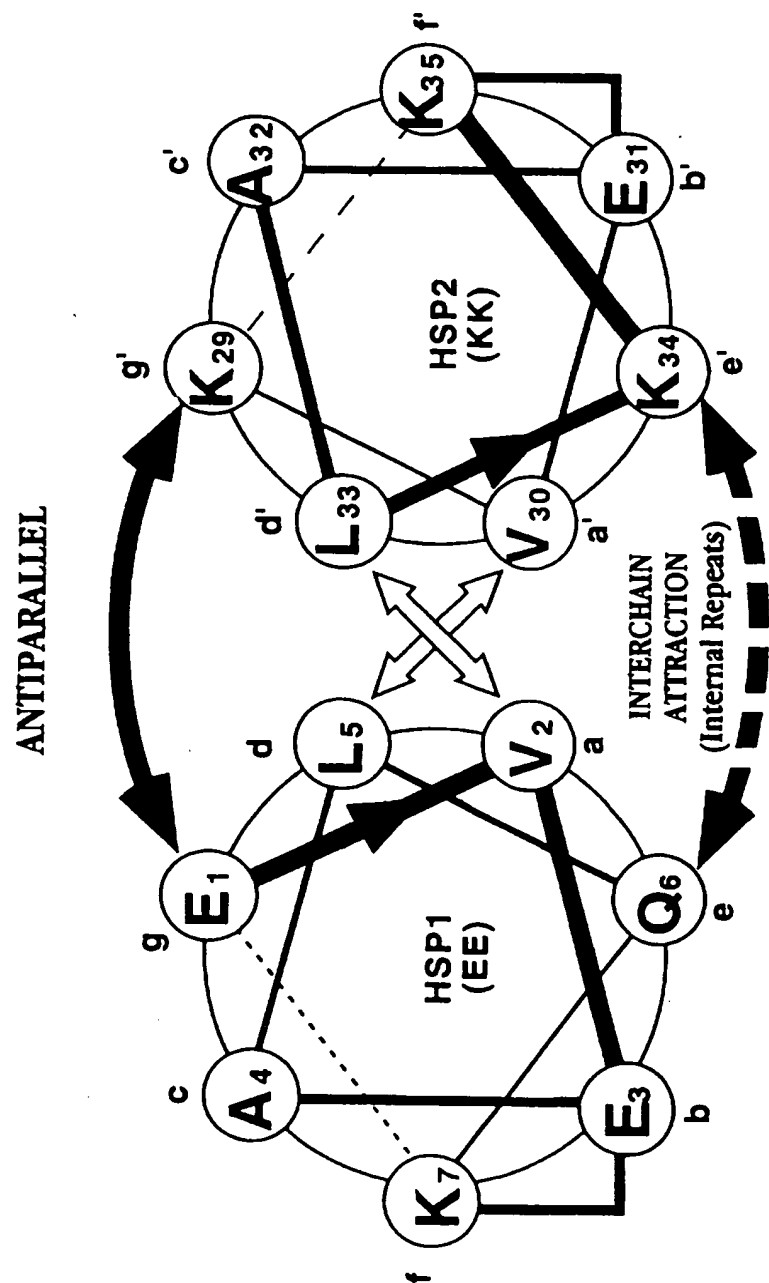 ANTIPARALLEL
g
E1
c
A4
d
L5
f
K7
HSP1
(EE)
V2
a
E3
b
Q6
e
g'
K29
c'
A32
d'
L33
f'
K35
HSP2
(KK)
V30
a'
E31
b'
K34
e'
INTERCHAIN
ATTRACTION
(Internal Repeats)